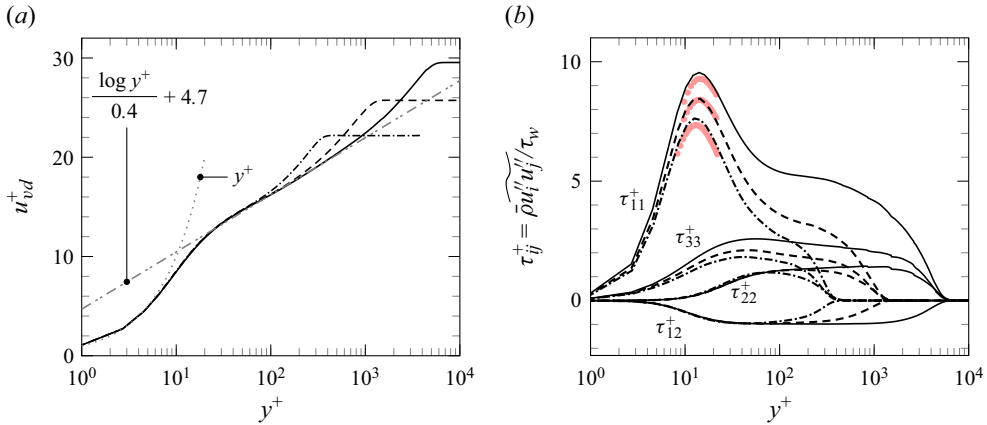 (a)
(b)
30
20
10
0
u⁺vd
log y⁺
0.4
+ 4.7
y⁺
10⁰ 10¹ 10² 10³ 10⁴
y⁺
10
5
0
τ⁺ij = ρ̄u″iu″j/τw
τ⁺11
τ⁺33
τ⁺22
τ⁺12
10⁰ 10¹ 10² 10³ 10⁴
y⁺